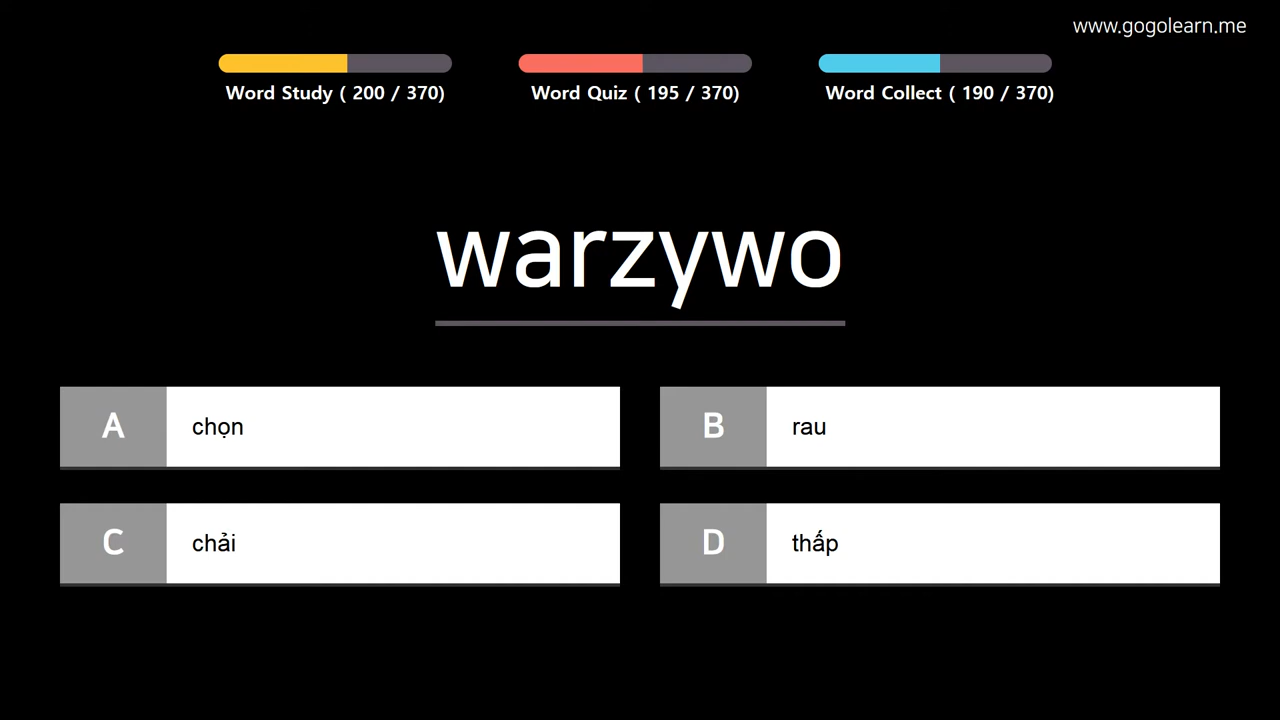 www.gogolearn.me
Word Study ( 200 / 370)
Word Quiz ( 195 / 370)
Word Collect ( 190 / 370)
warzywo
A chọn
B rau
C chải
D thấp